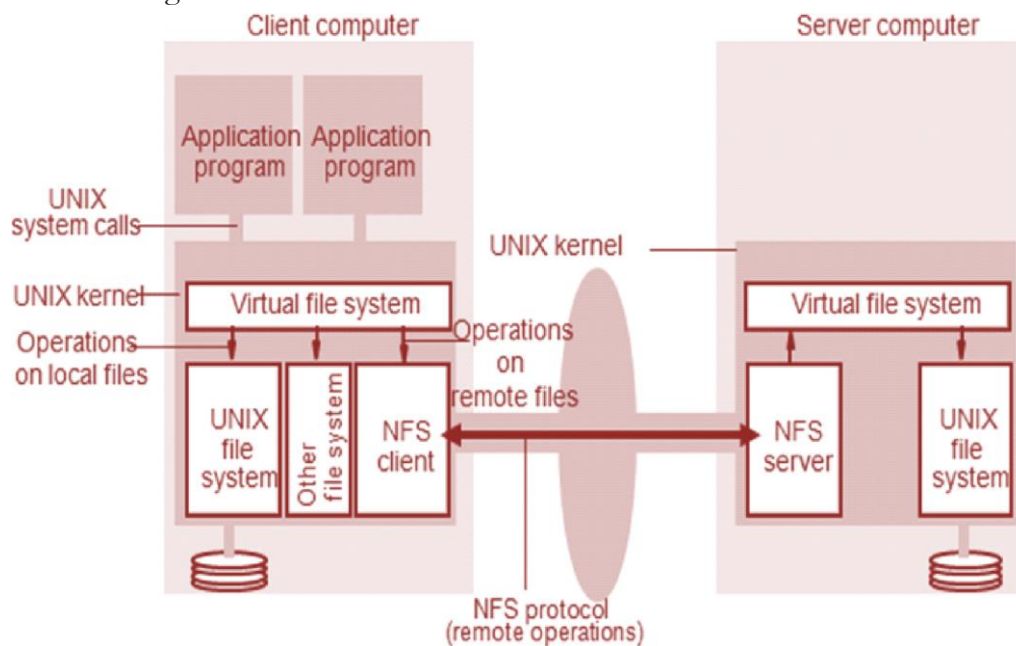 Client computer
Server computer
Application
program
Application
program
UNIX
system calls
UNIX kernel
UNIX kernel
Virtual file system
Virtual file system
Operations
on local files
Operations
on
remote files
UNIX
file
system
Other
file system
NFS
client
NFS
server
UNIX
file
system
NFS protocol
(remote operations)